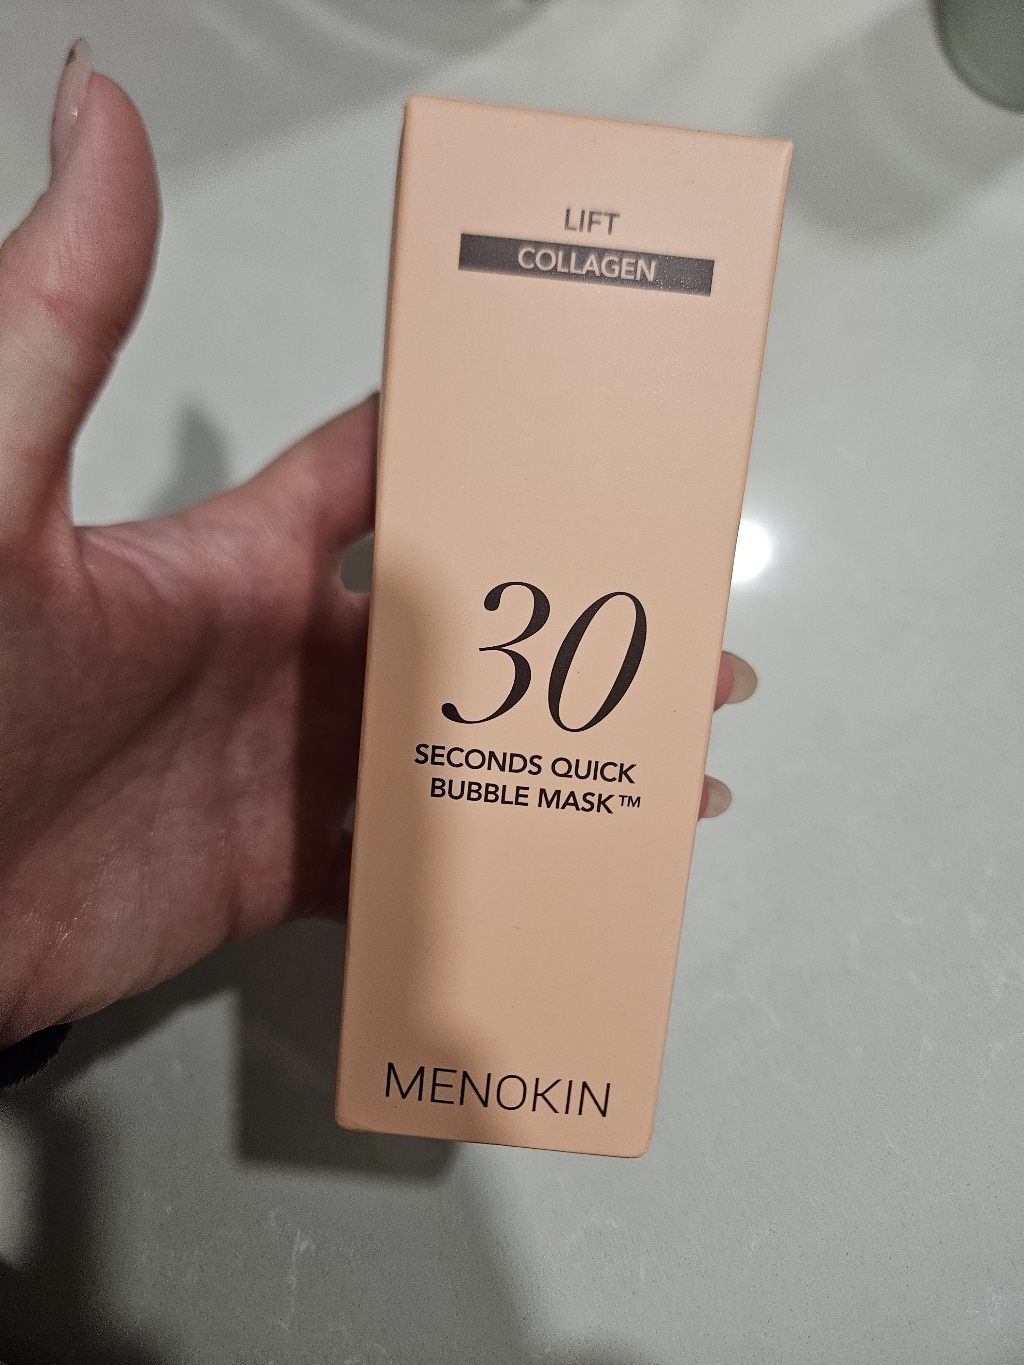 LIFT
COLLAGEN
30
SECONDS QUICK
BUBBLE MASK™
MENOKIN